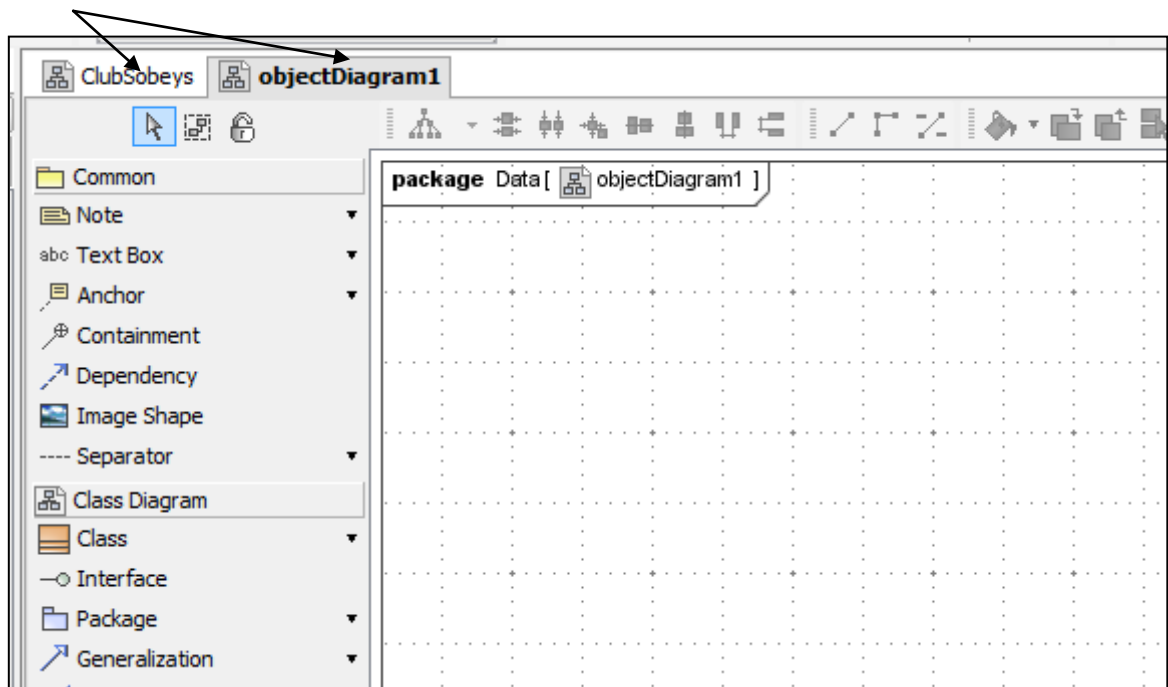 ClubSobeys objectDiagram1
Common
Note
abc Text Box
Anchor
Containment
Dependency
Image Shape
Separator
Class Diagram
Class
Interface
Package
Generalization
package Data [ objectDiagram1 ]